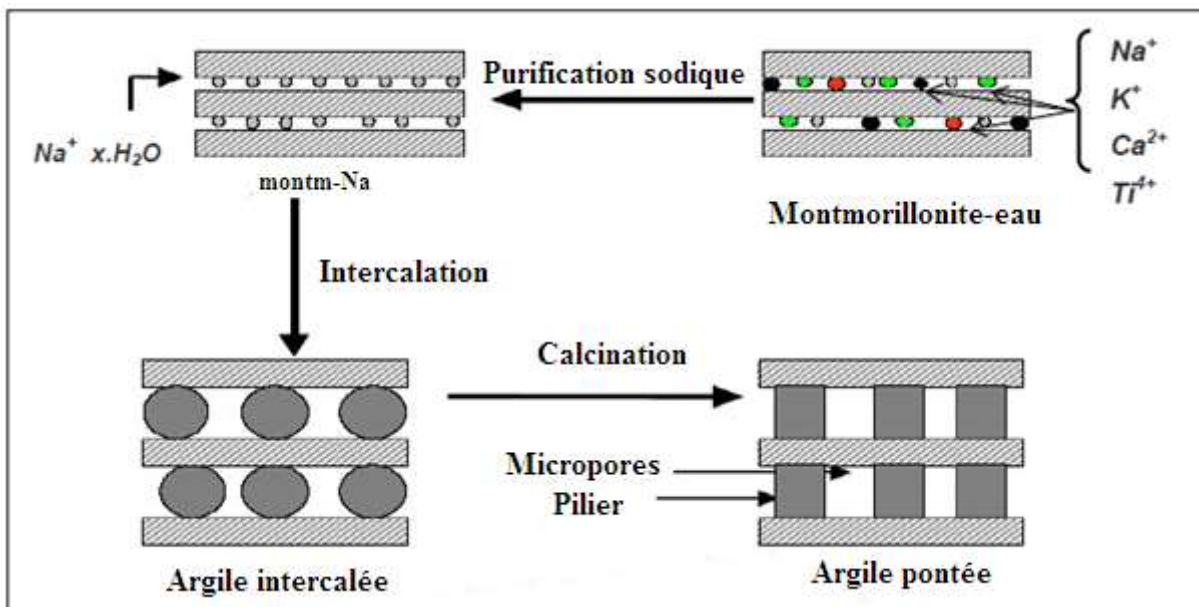 Purification sodique
Na⁺ x.H₂O
montm-Na
Na⁺
K⁺
Ca²⁺
Ti⁴⁺
Montmorillonite-eau
Intercalation
Calcination
Micropores
Pilier
Argile intercalée
Argile pontée